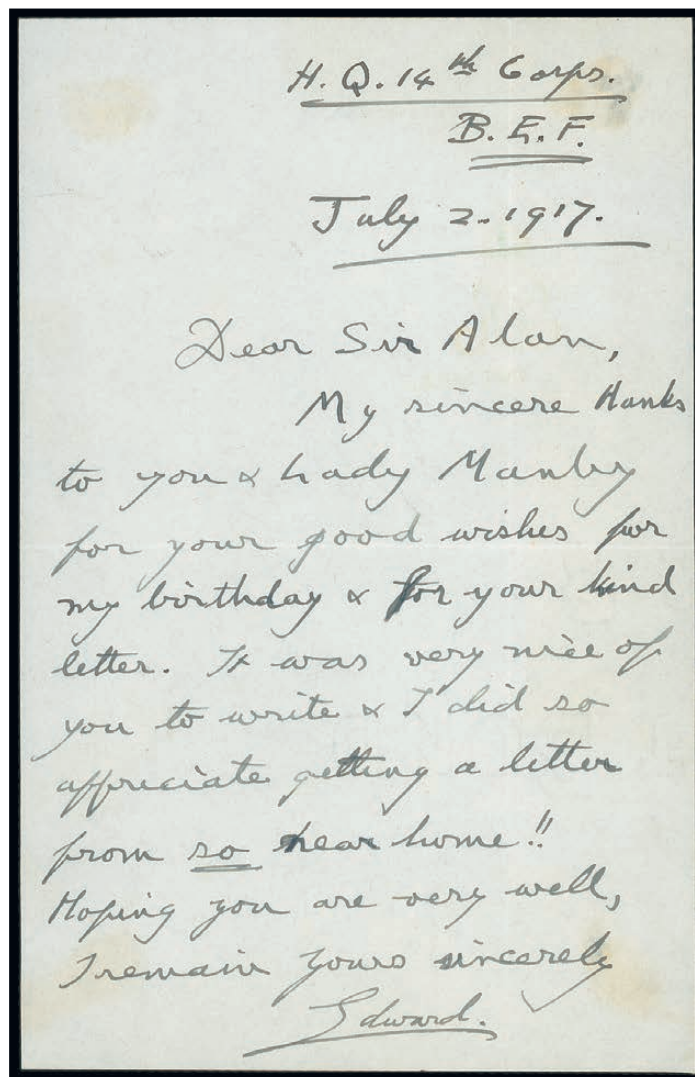 H. Q. 14th Corps.
B. E. F.
July 2. 1917.
Dear Sir Alan,
My sincere thanks
to you & Lady Manby
for your good wishes for
my birthday & for your kind
letter. It was very nice of
you to write & I did so
appreciate getting a letter
from so near home!!
Hoping you are very well,
I remain yours sincerely
Edward.